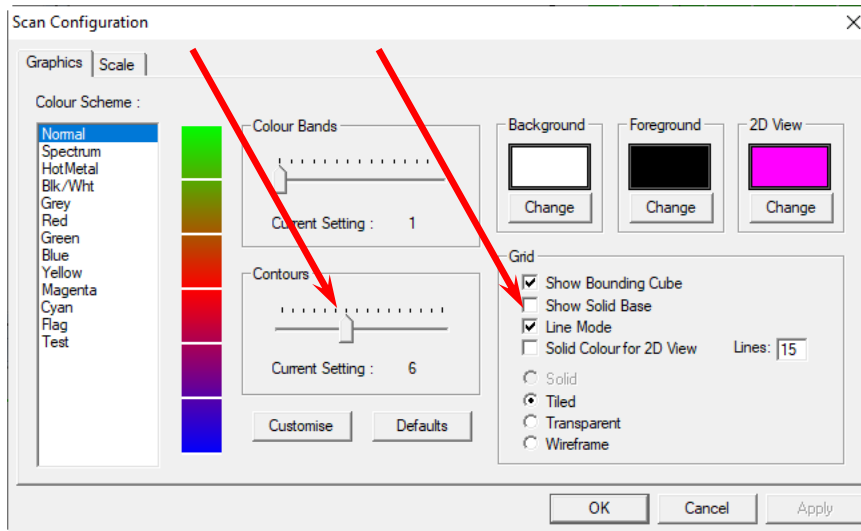 Scan Configuration
Graphics
Scale
Colour Scheme :
Normal
Spectrum
HotMetal
Blk/Wht
Grey
Red
Green
Blue
Yellow
Magenta
Cyan
Flag
Test
Colour Bands
Current Setting : 1
Contours
Current Setting : 6
Customise
Defaults
Background
Change
Foreground
Change
2D View
Change
Grid
Show Bounding Cube
Show Solid Base
Line Mode
Solid Colour for 2D View Lines: 15
Solid
Tiled
Transparent
Wireframe
OK
Cancel
Apply